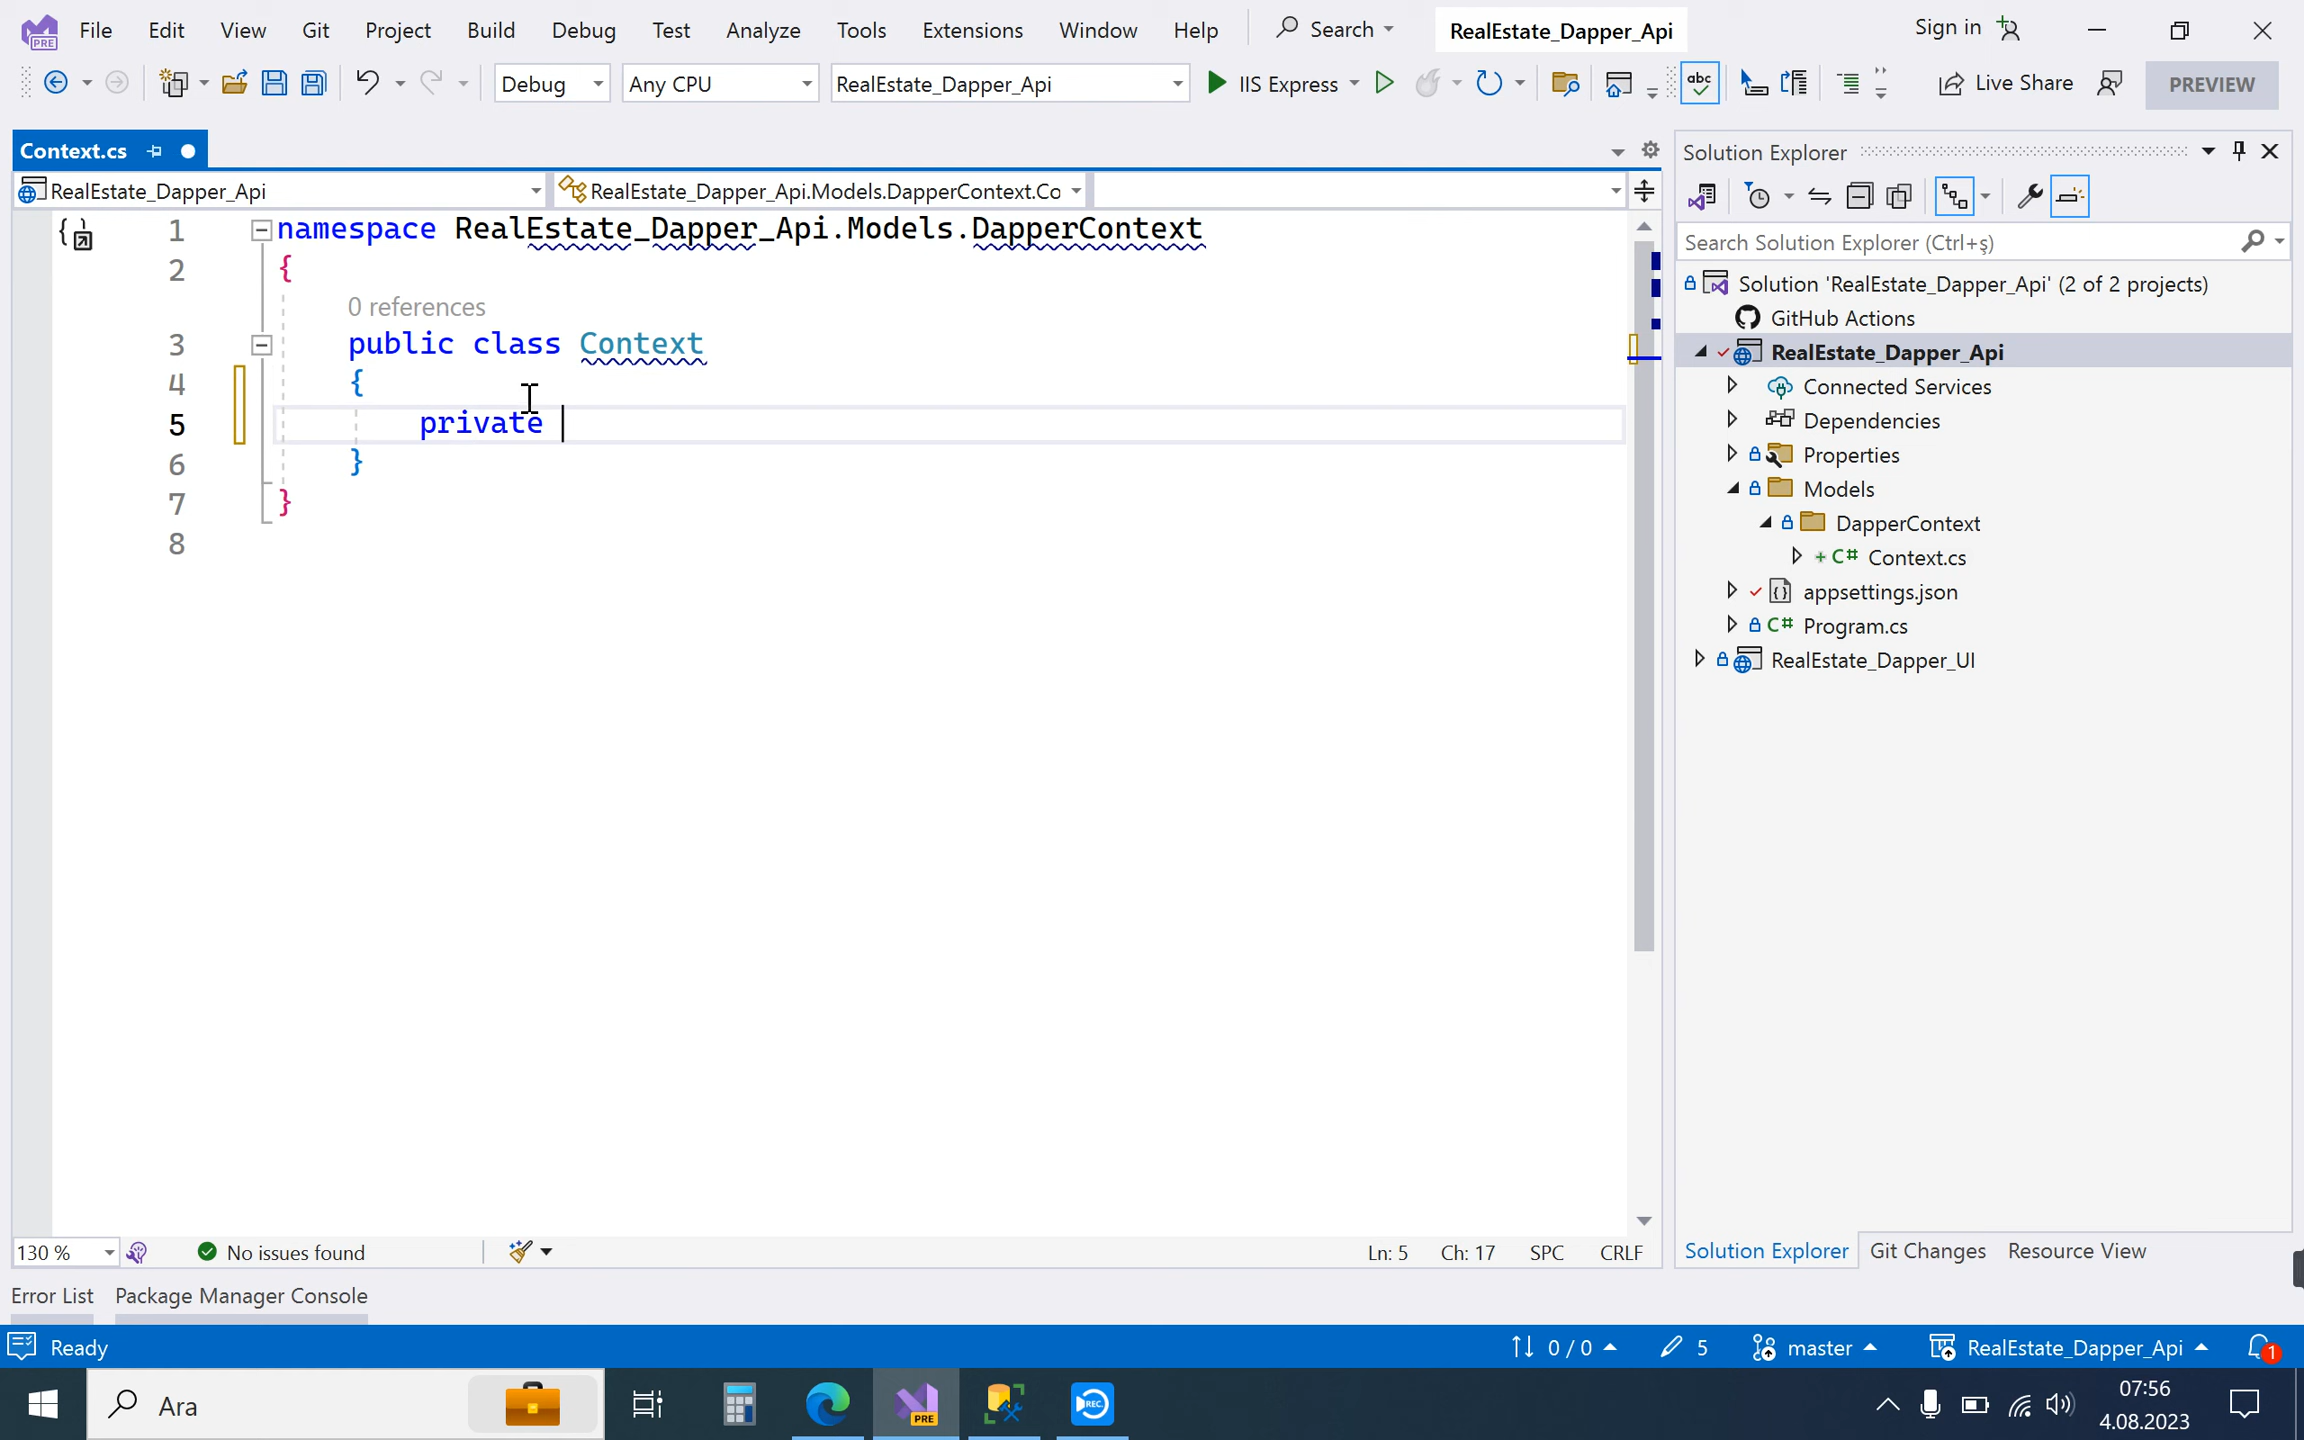 File Edit View Git Project Build Debug Test Analyze Tools Extensions Window Help Search RealEstate_Dapper_Api Sign in
PRE
Debug Any CPU RealEstate_Dapper_Api IIS Express abc Live Share PREVIEW
Context.cs
RealEstate_Dapper_Api RealEstate_Dapper_Api.Models.DapperContext.Co
1 namespace RealEstate_Dapper_Api.Models.DapperContext
2 {
0 references
3 public class Context
4 {
5 private
6 }
7 }
8
Solution Explorer
Search Solution Explorer (Ctrl+ş)
Solution 'RealEstate_Dapper_Api' (2 of 2 projects)
GitHub Actions
RealEstate_Dapper_Api
Connected Services
Dependencies
Properties
Models
DapperContext
+ C# Context.cs
appsettings.json
C# Program.cs
RealEstate_Dapper_UI
130 % No issues found Ln: 5 Ch: 17 SPC CRLF
Solution Explorer Git Changes Resource View
Error List Package Manager Console
Ready 0 / 0 5 master RealEstate_Dapper_Api 1
Ara PRE REC 07:56
4.08.2023